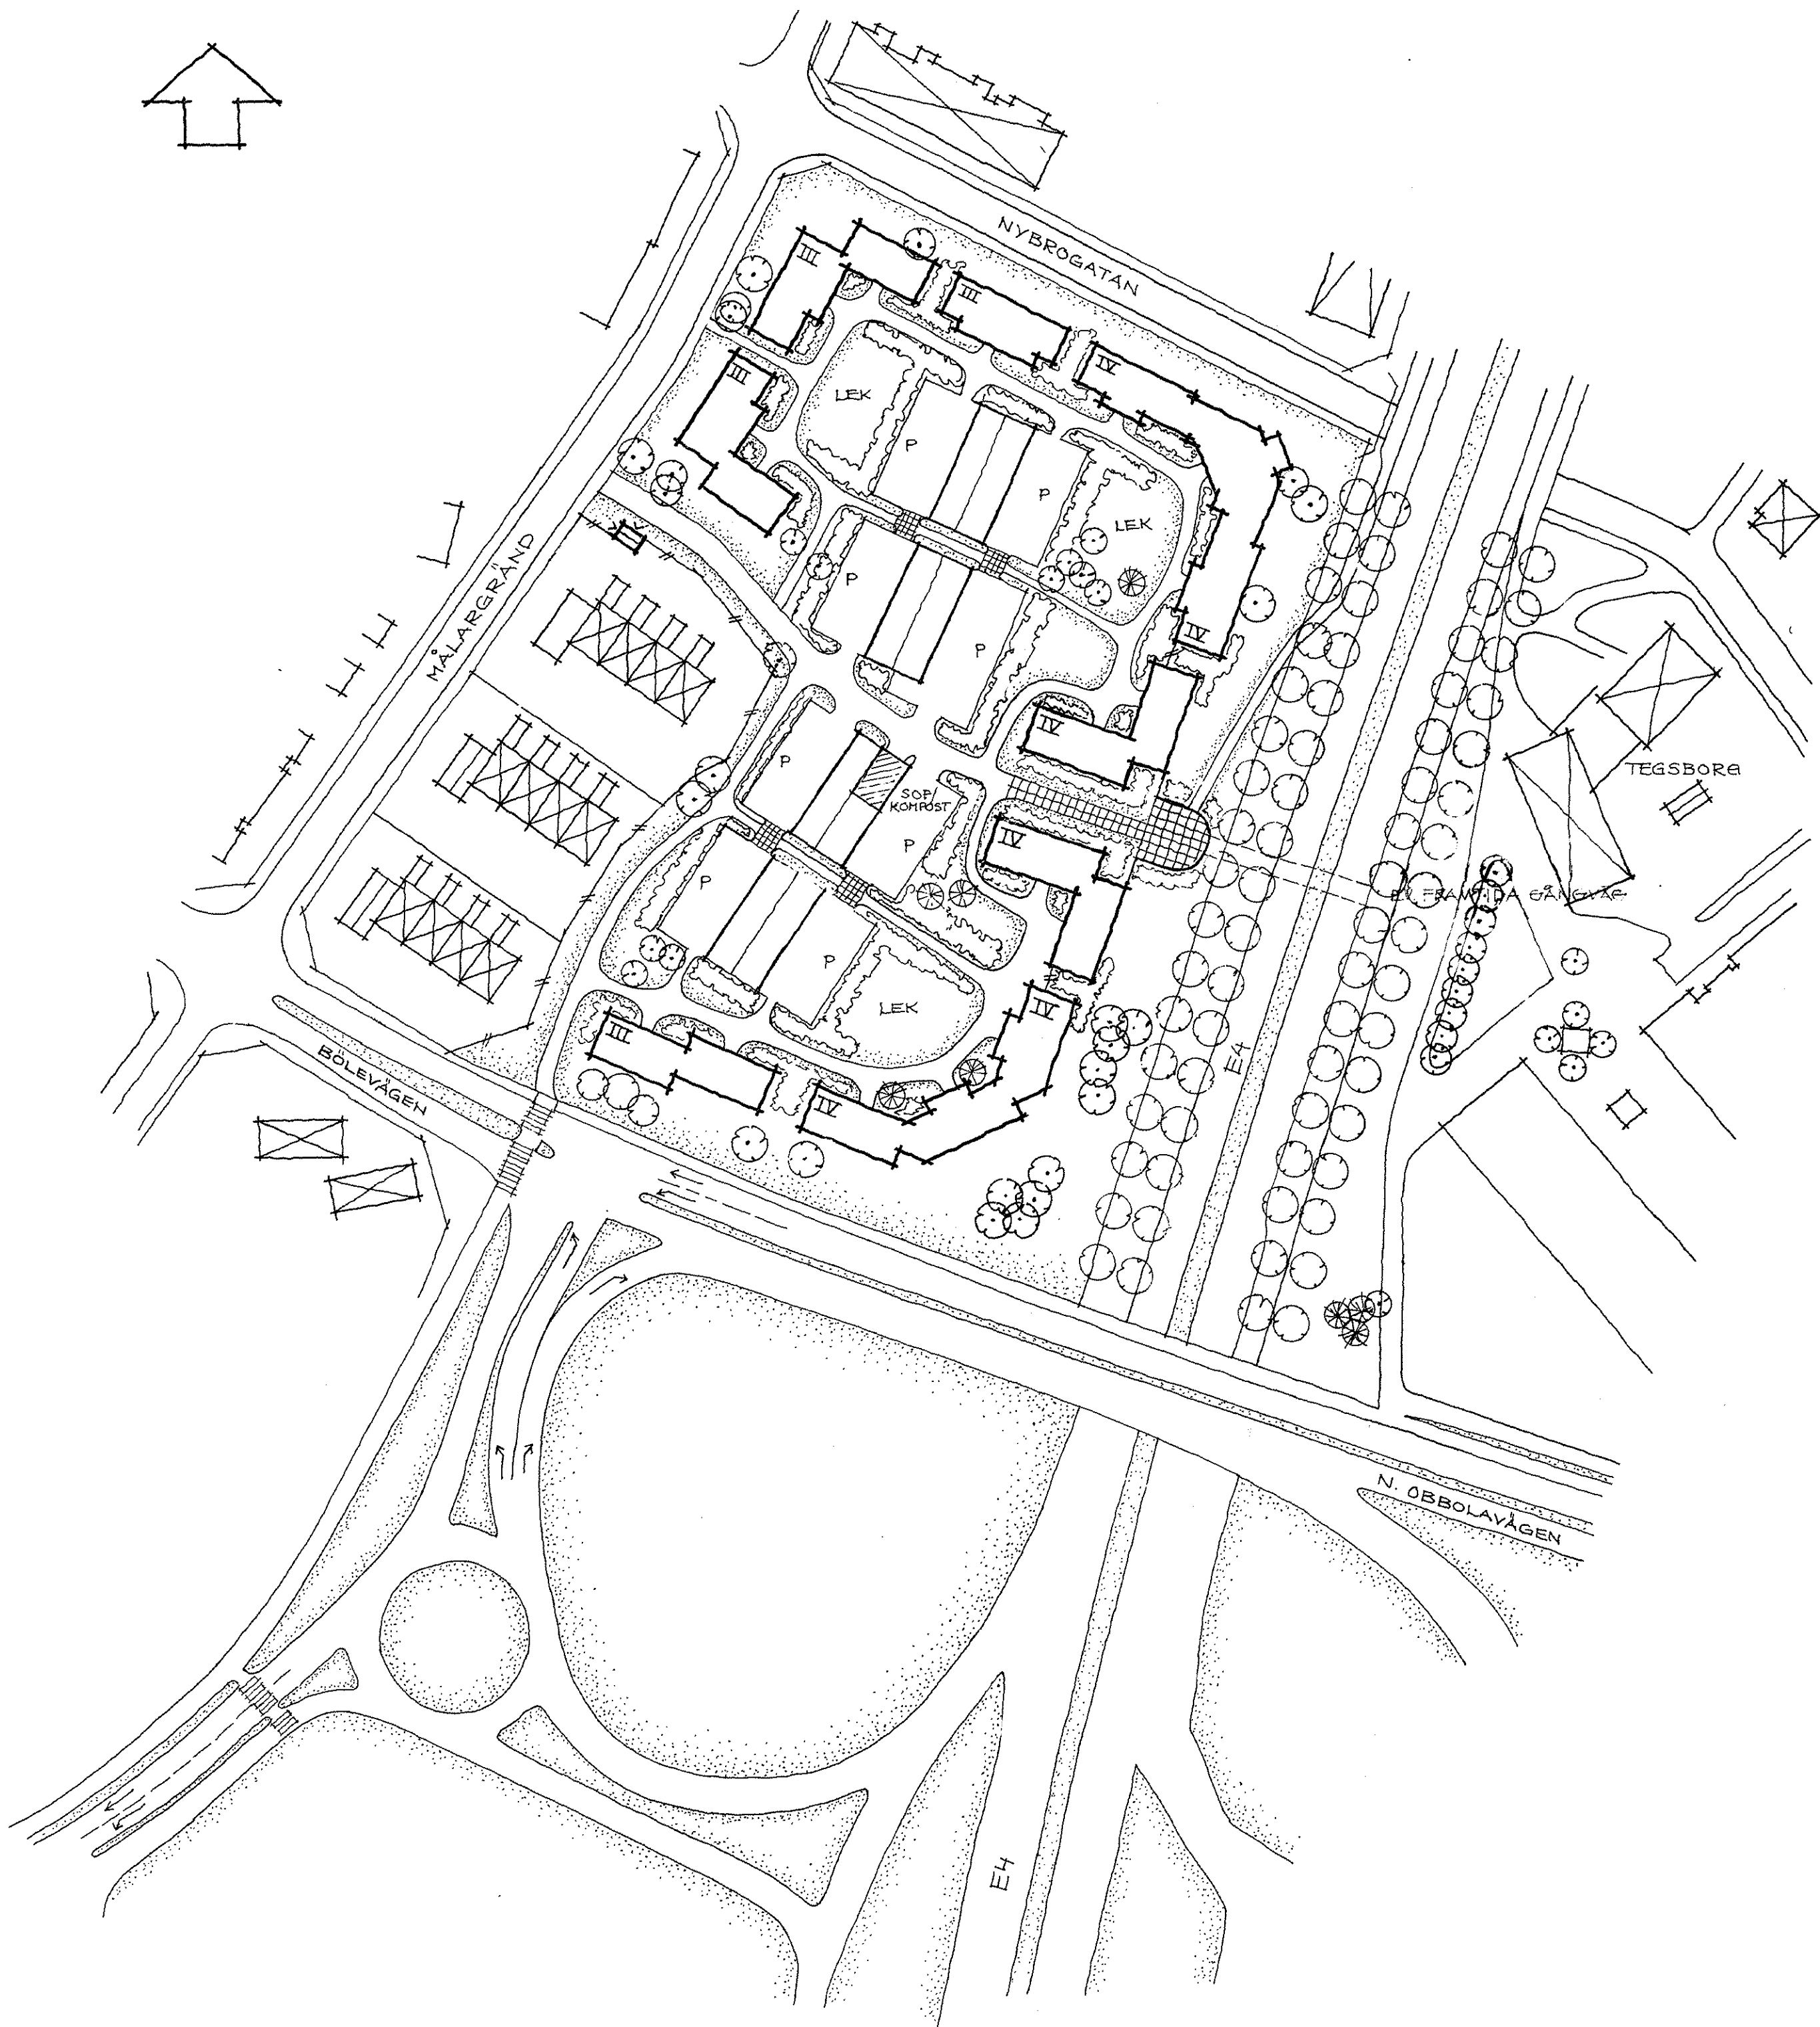 NYBROGATAN
III
III
IV
III
LEK
P
P
LEK
MÅLARGRÄND
P
IV
P
IV
TEGSBORG
P
SOP/
KOMPOST
IV
P
P
EV. FRAMTIDA GÅNGVÄG
P
LEK
IV
III
E4
BÖLEVÄGEN
IV
N. OBBOLAVÄGEN
E4